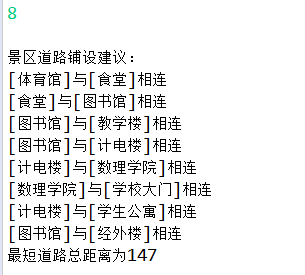 8
景区道路铺设建议:
[体育馆]与[食堂]相连
[食堂]与[图书馆]相连
[图书馆]与[教学楼]相连
[图书馆]与[计电楼]相连
[计电楼]与[数理学院]相连
[数理学院]与[学校大门]相连
[计电楼]与[学生公寓]相连
[图书馆]与[经外楼]相连
最短道路总距离为147